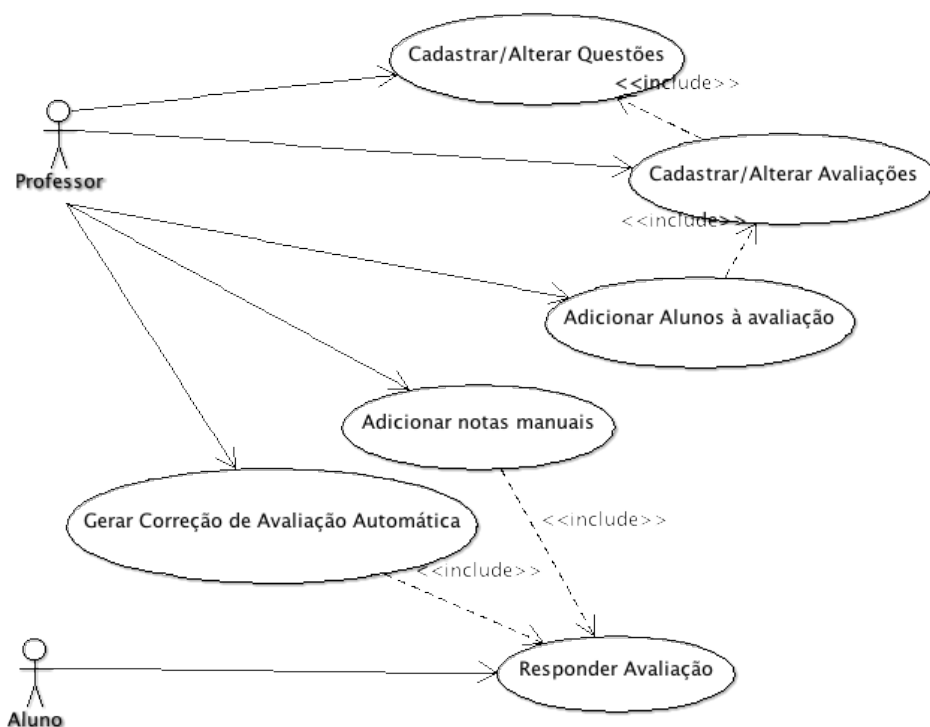 Cadastrar/Alterar Questões
<<include>>
Professor
Cadastrar/Alterar Avaliações
<<include>>
Adicionar Alunos à avaliação
Adicionar notas manuais
Gerar Correção de Avaliação Automática
<<include>>
<<include>>
Responder Avaliação
Aluno